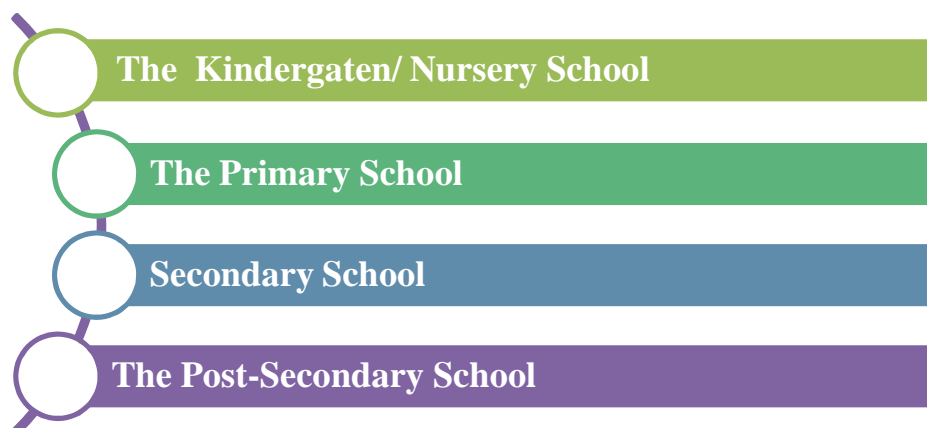 The Kindergaten/ Nursery School
The Primary School
Secondary School
The Post-Secondary School